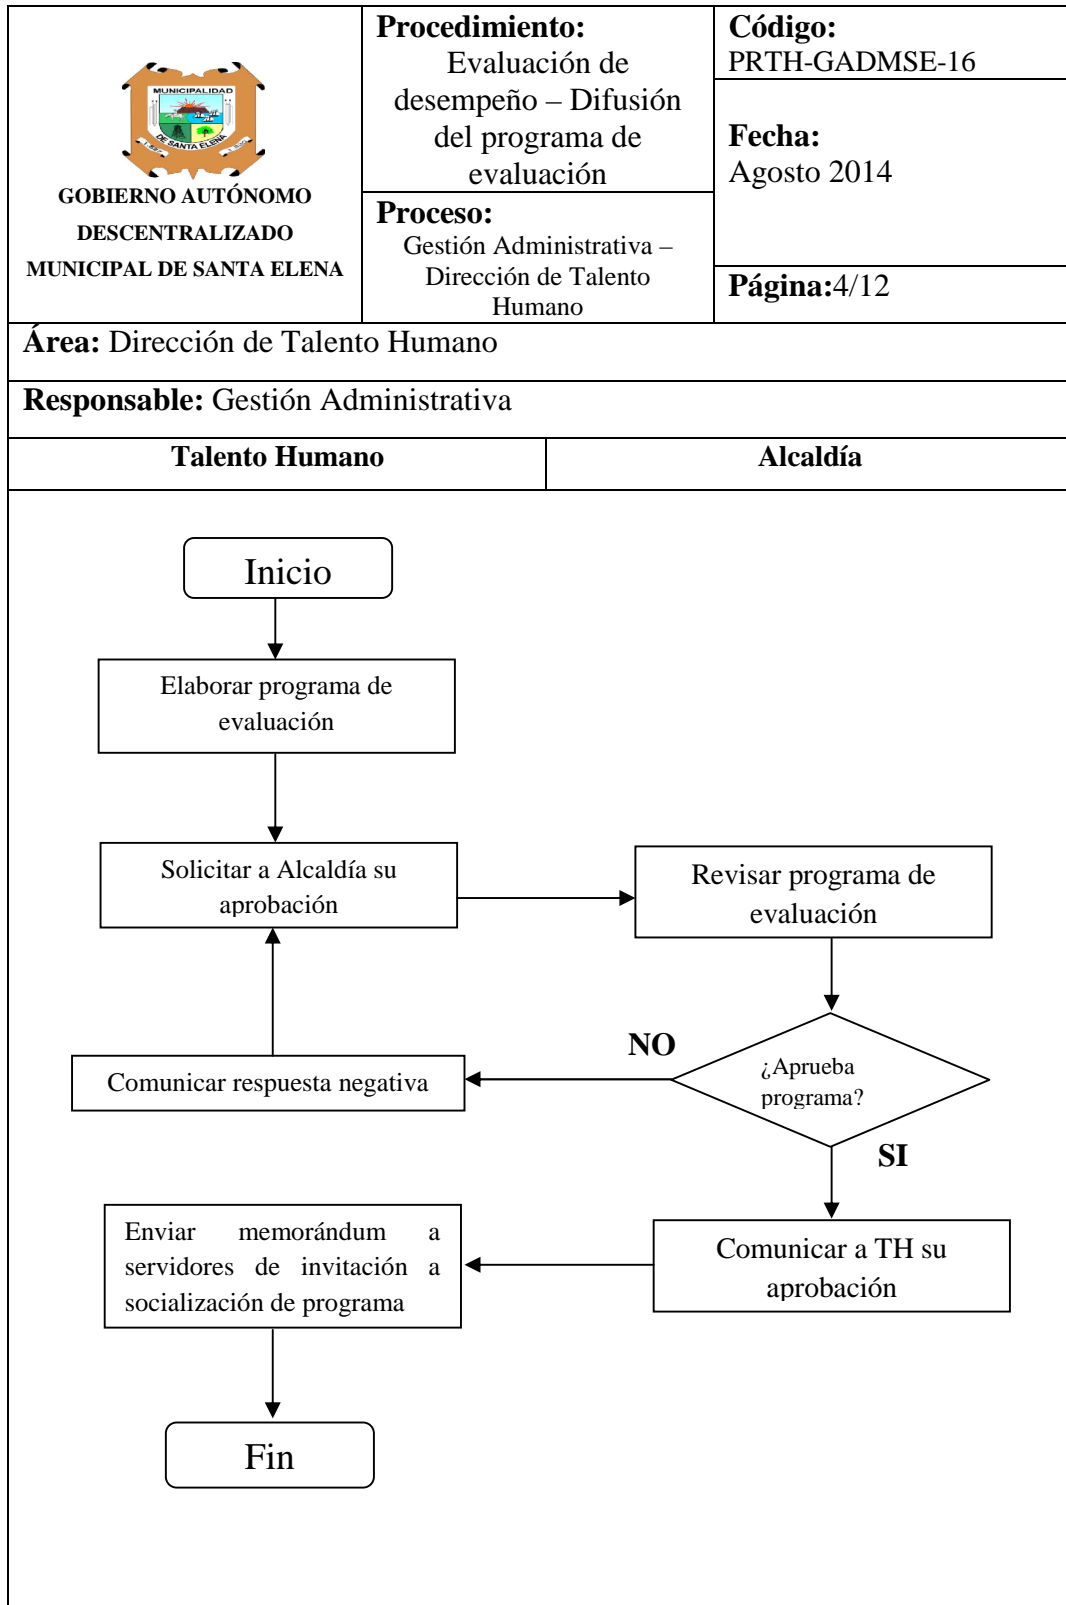 MUNICIPALIDAD
DE SANTA ELENA
GOBIERNO AUTÓNOMO
DESCENTRALIZADO
MUNICIPAL DE SANTA ELENA
Procedimiento:
Evaluación de
desempeño – Difusión
del programa de
evaluación
Proceso:
Gestión Administrativa –
Dirección de Talento
Humano
Código:
PRTH-GADMSE-16
Fecha:
Agosto 2014
Página:4/12
Área: Dirección de Talento Humano
Responsable: Gestión Administrativa
Talento Humano
Alcaldía
Inicio
Elaborar programa de
evaluación
Solicitar a Alcaldía su
aprobación
Revisar programa de
evaluación
¿Aprueba
programa?
NO
Comunicar respuesta negativa
SI
Comunicar a TH su
aprobación
Enviar memorándum a
servidores de invitación a
socialización de programa
Fin